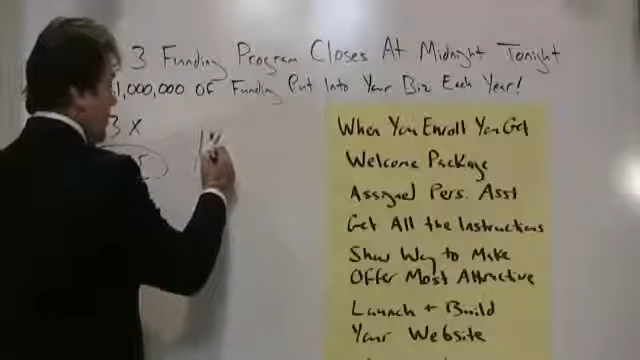 3 Funding Program Closes At Midnight Tonight
1,000,000 Of Funding Put Into Your Biz Each Year!
3 X
When You Enroll You Get
Welcome Package
Assigned Pers. Asst
Get All the Instructions
Show Way to Make
Offer Most Attractive
Launch + Build
Your Website